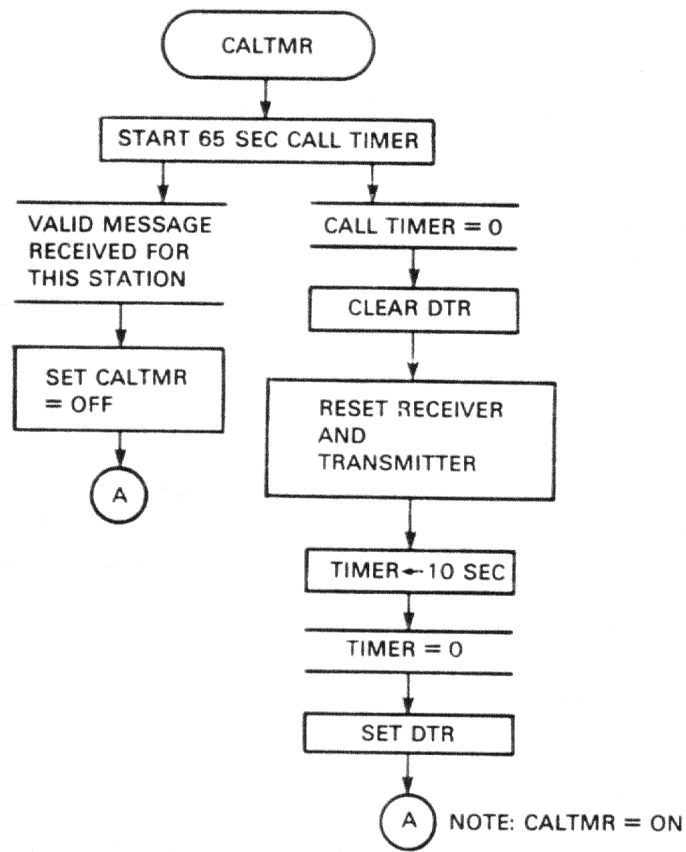 CALTMR
START 65 SEC CALL TIMER
VALID MESSAGE
RECEIVED FOR
THIS STATION
SET CALTMR
= OFF
A
CALL TIMER = 0
CLEAR DTR
RESET RECEIVER
AND
TRANSMITTER
TIMER ← 10 SEC
TIMER = 0
SET DTR
A
NOTE: CALTMR = ON